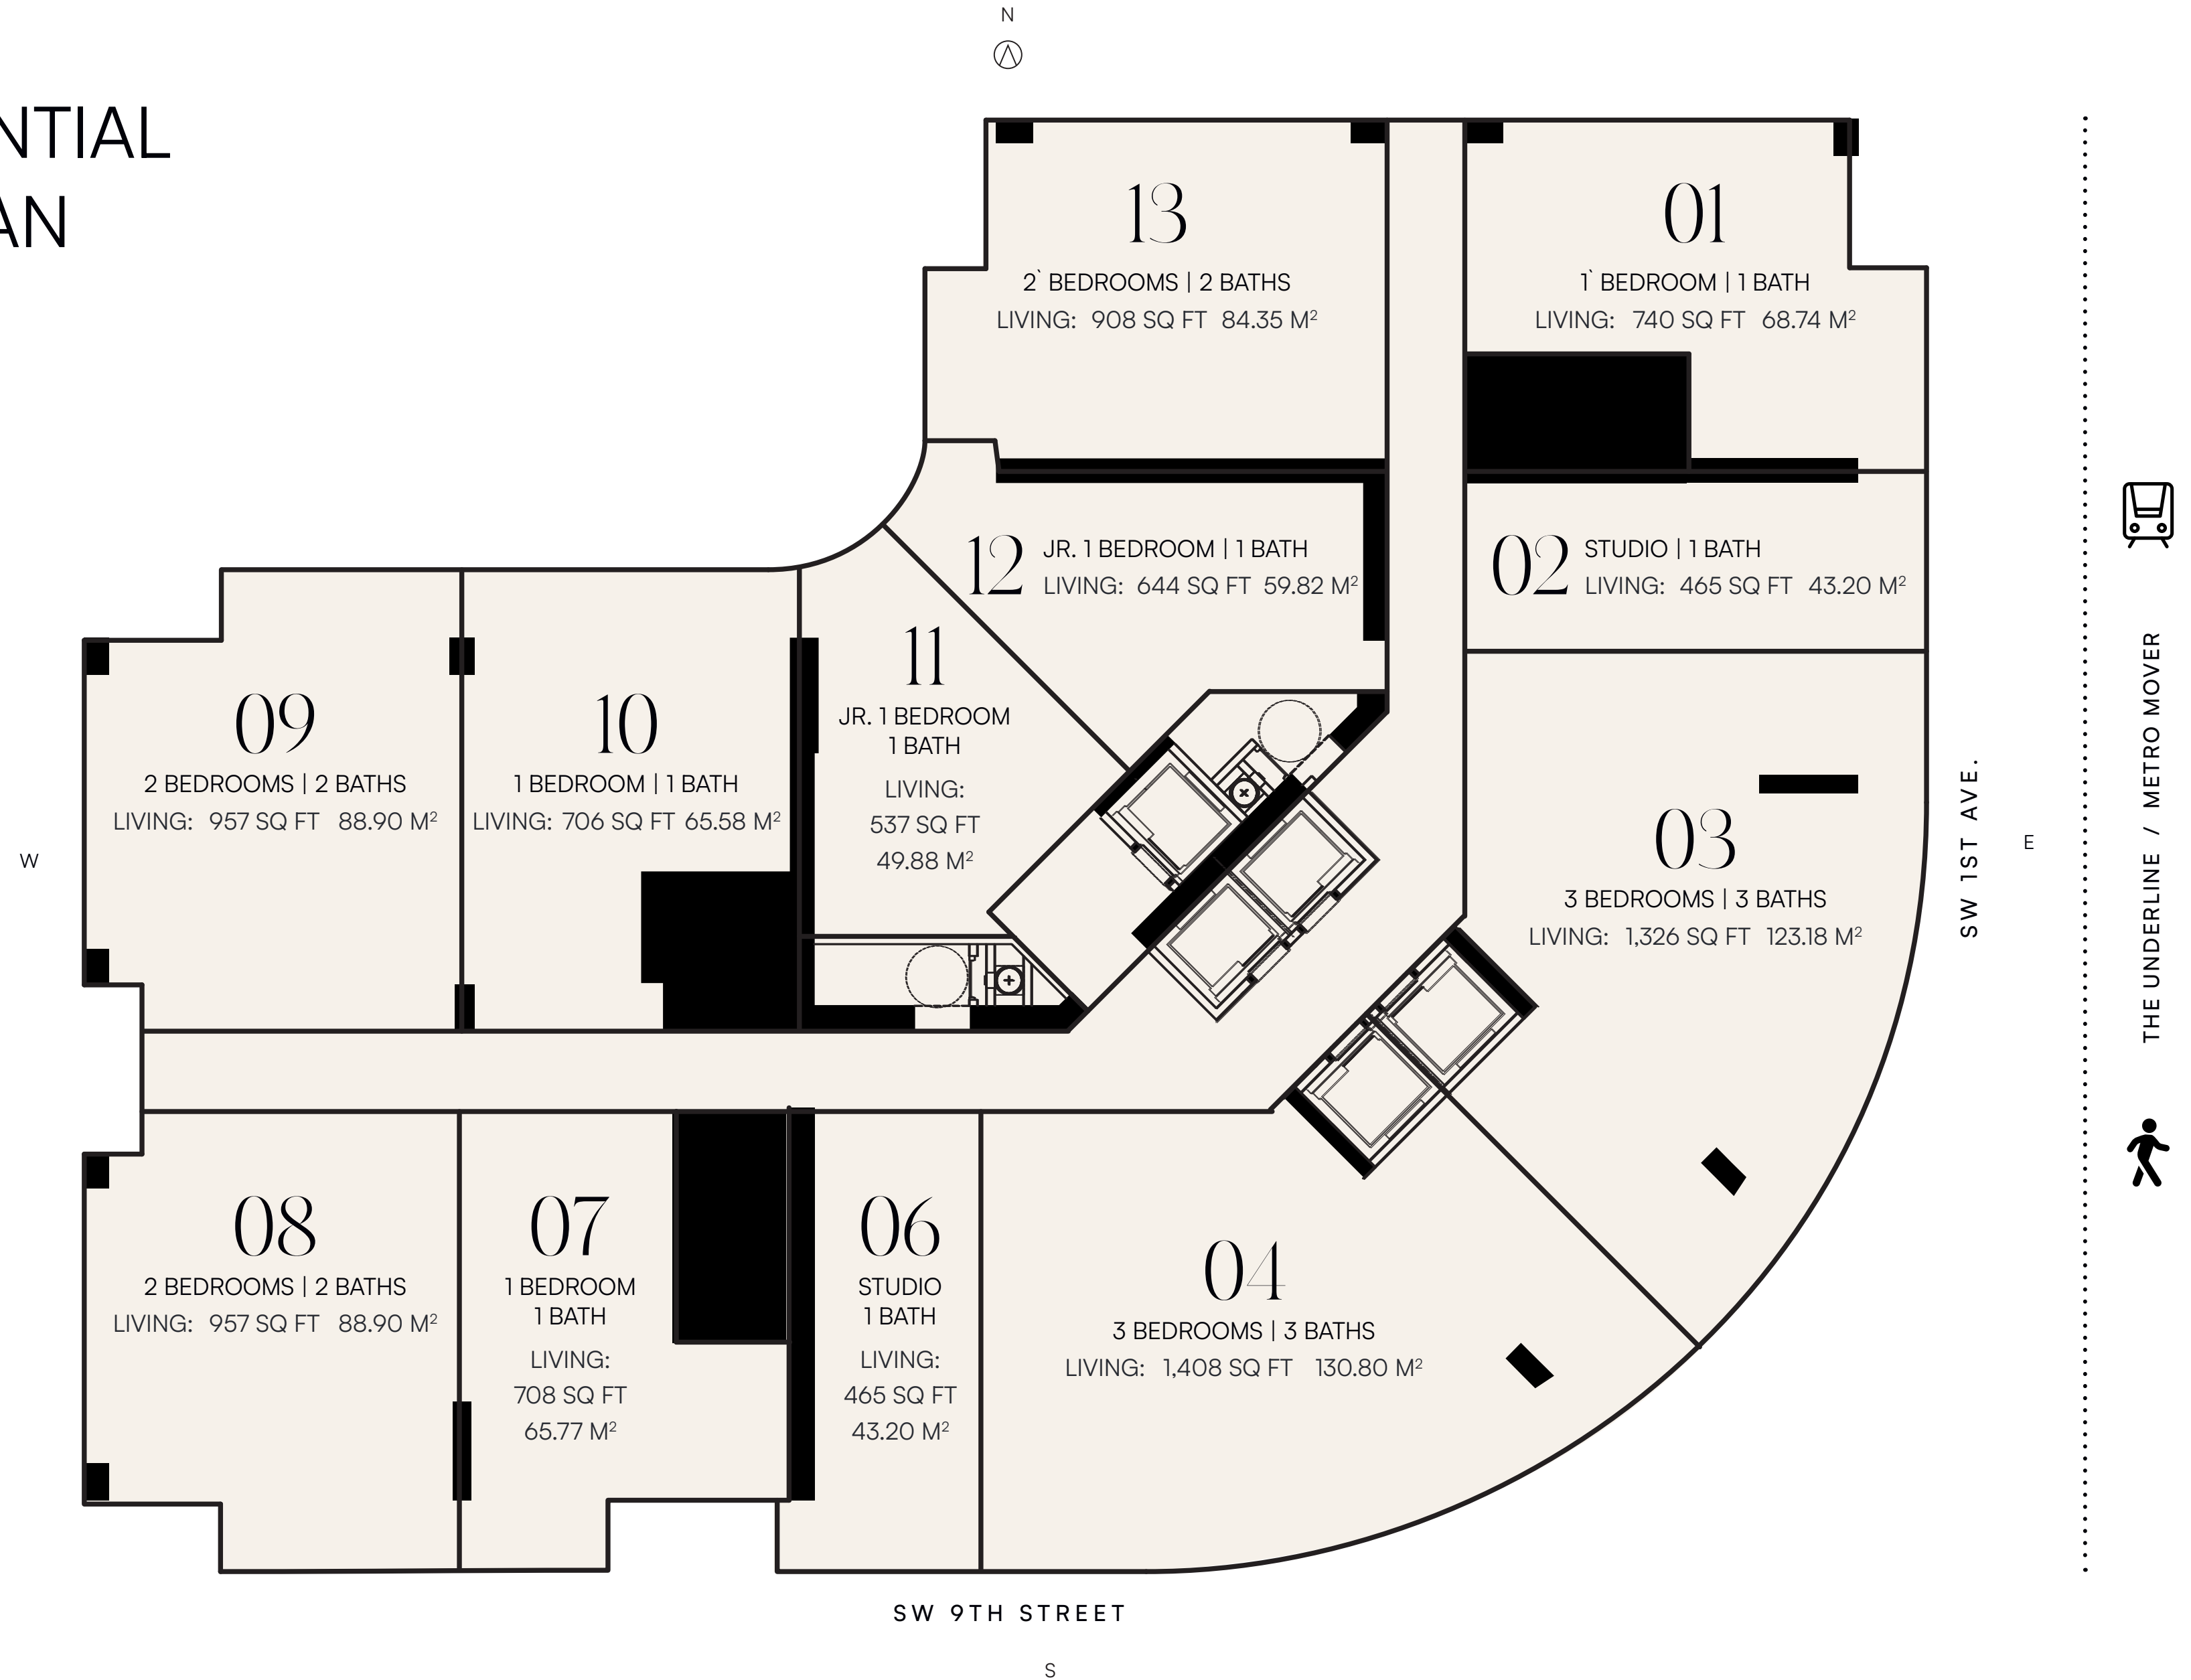 N
NTIAL
AN
13
2` BEDROOMS | 2 BATHS
LIVING: 908 SQ FT 84.35 M²
01
1` BEDROOM | 1 BATH
LIVING: 740 SQ FT 68.74 M²
12
JR. 1 BEDROOM | 1 BATH
LIVING: 644 SQ FT 59.82 M²
02
STUDIO | 1 BATH
LIVING: 465 SQ FT 43.20 M²
09
2 BEDROOMS | 2 BATHS
LIVING: 957 SQ FT 88.90 M²
10
1 BEDROOM | 1 BATH
LIVING: 706 SQ FT 65.58 M²
11
JR. 1 BEDROOM
1 BATH
LIVING:
537 SQ FT
49.88 M²
03
3 BEDROOMS | 3 BATHS
LIVING: 1,326 SQ FT 123.18 M²
W
E
SW 1ST AVE.
THE UNDERLINE / METRO MOVER
08
2 BEDROOMS | 2 BATHS
LIVING: 957 SQ FT 88.90 M²
07
1 BEDROOM
1 BATH
LIVING:
708 SQ FT
65.77 M²
06
STUDIO
1 BATH
LIVING:
465 SQ FT
43.20 M²
04
3 BEDROOMS | 3 BATHS
LIVING: 1,408 SQ FT 130.80 M²
SW 9TH STREET
S